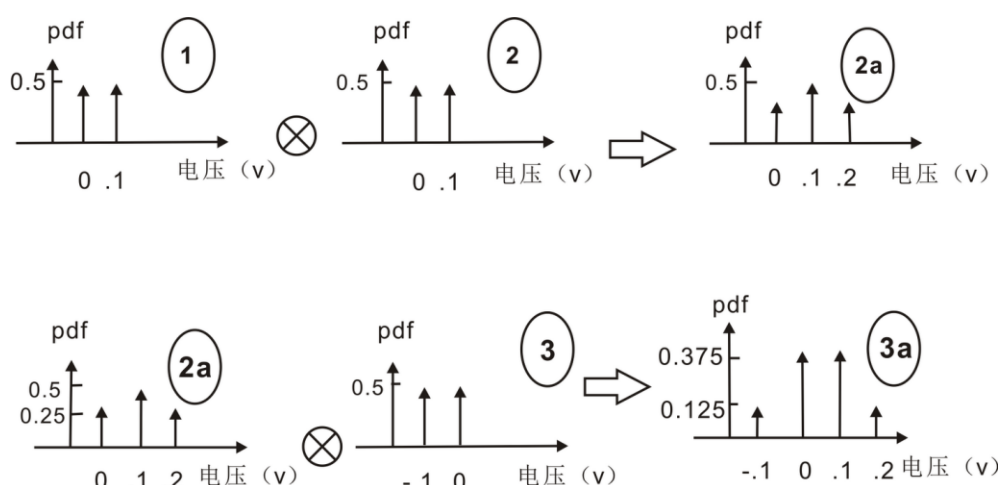 pdf
0.5
1
0 .1
电压（v）
pdf
0.5
2
0 .1
电压（v）
pdf
0.5
2a
0 .1 .2
电压（v）
pdf
0.5
0.25
2a
0 1 2
电压（v）
pdf
0.5
3
-.1 0
电压（v）
pdf
0.375
0.125
3a
-.1 0 .1 .2
电压（v）